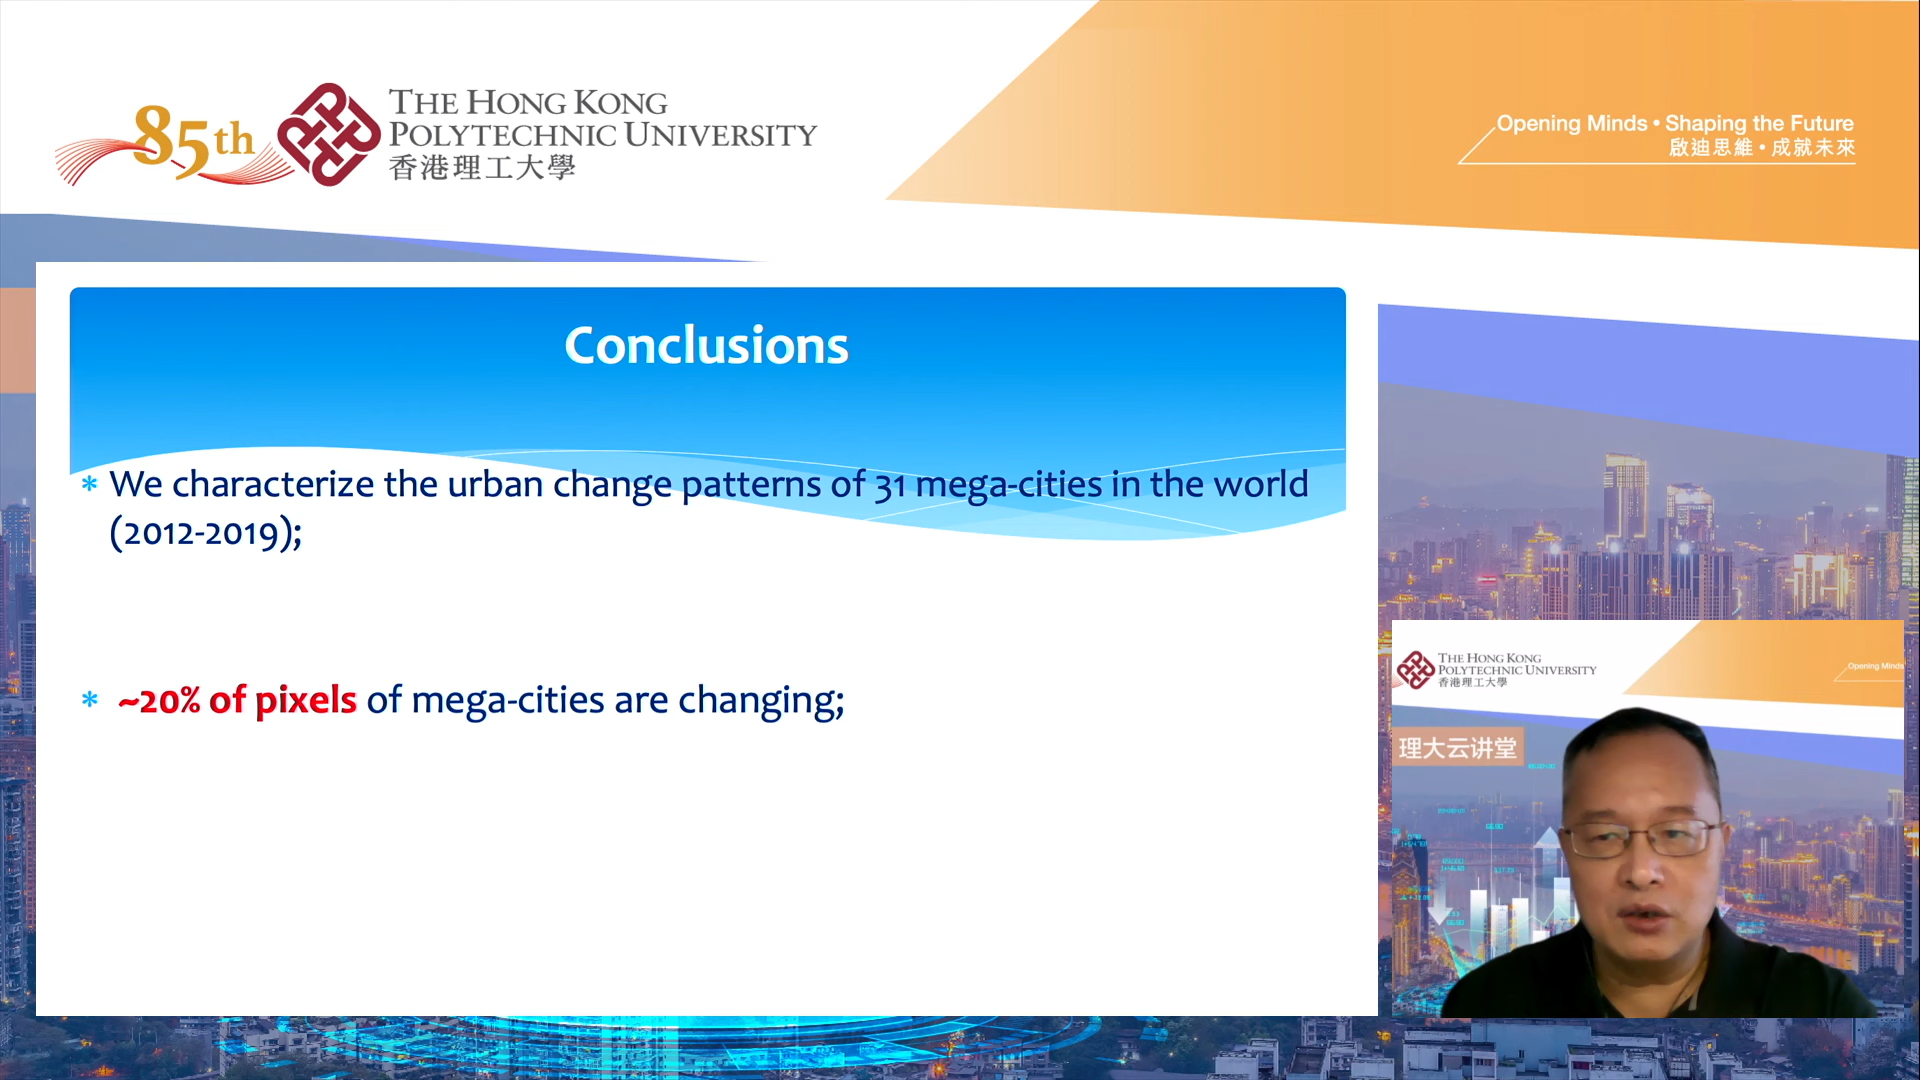 85th
THE HONG KONG
POLYTECHNIC UNIVERSITY
香港理工大學
Opening Minds • Shaping the Future
啟迪思維 • 成就未來
Conclusions
* We characterize the urban change patterns of 31 mega-cities in the world
(2012-2019);
* ~20% of pixels of mega-cities are changing;
THE HONG KONG
POLYTECHNIC UNIVERSITY
香港理工大學
Opening Minds
理大云讲堂